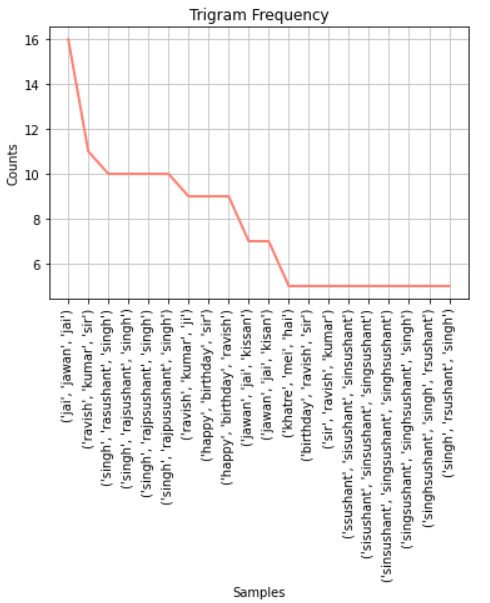 Trigram Frequency
16
14
12
10
8
6
Counts
('jai', 'jawan', 'jai')
('ravish', 'kumar', 'sir')
('singh', 'rasushant', 'singh')
('singh', 'rajsushant', 'singh')
('singh', 'rajpsushant', 'singh')
('singh', 'rajpusushant', 'singh')
('ravish', 'kumar', 'ji')
('happy', 'birthday', 'sir')
('happy', 'birthday', 'ravish')
('jawan', 'jai', 'kissan')
('jawan', 'jai', 'kisan')
('khatre', 'mei', 'hai')
('birthday', 'ravish', 'sir')
('sir', 'ravish', 'kumar')
('ssushant', 'sisushant', 'sinsushant')
('sisushant', 'sinsushant', 'singsushant')
('sinsushant', 'singsushant', 'singhsushant')
('singsushant', 'singhsushant', 'singh')
('singhsushant', 'singh', 'rsushant')
('singh', 'rsushant', 'singh')
Samples